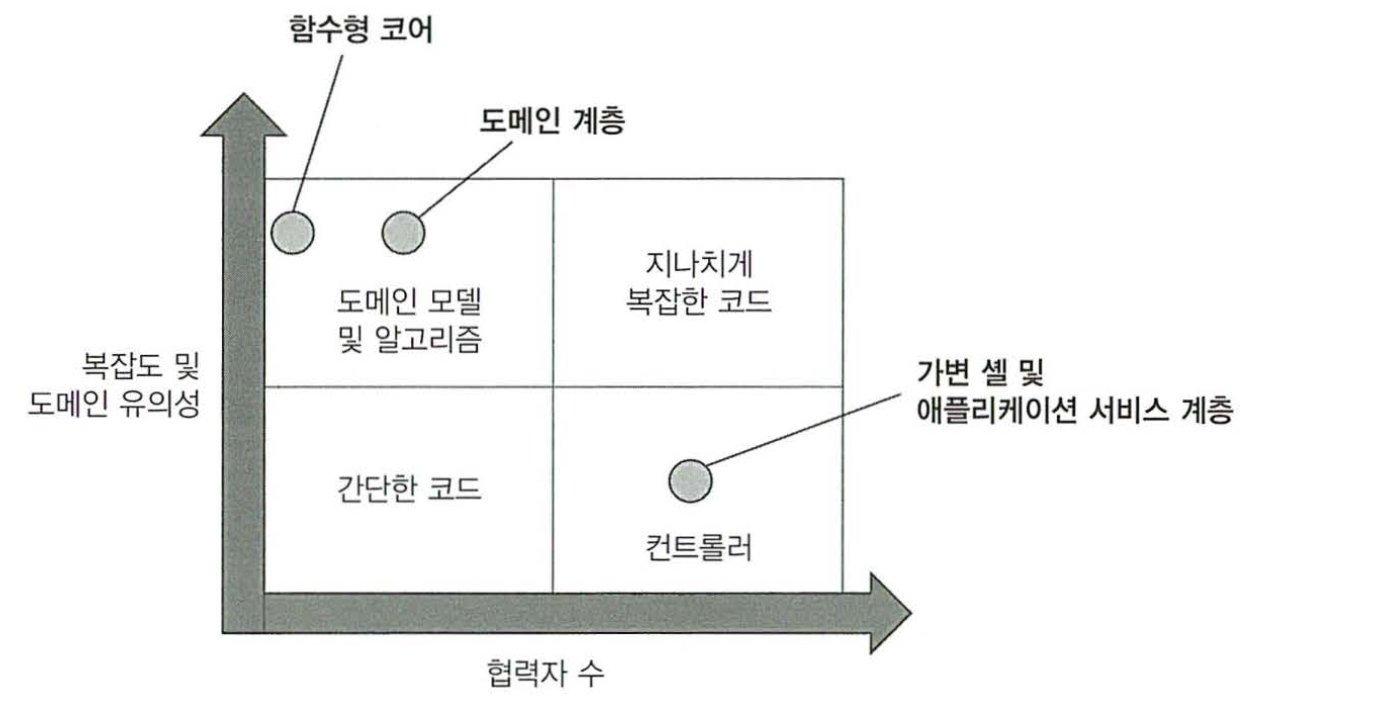 함수형 코어
도메인 계층
지나치게
복잡한 코드
도메인 모델
및 알고리즘
복잡도 및
도메인 유의성
가변 셸 및
애플리케이션 서비스 계층
간단한 코드
컨트롤러
협력자 수